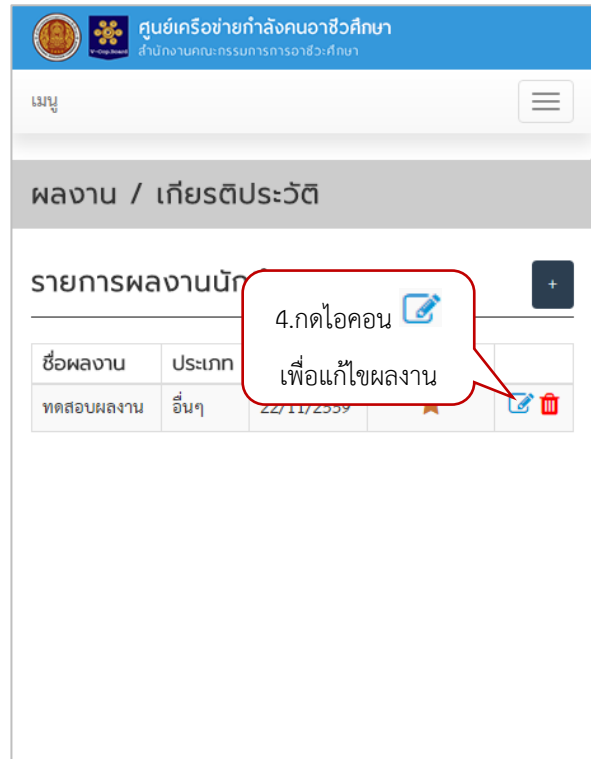 ศูนย์เครือข่ายกำลังคนอาชีวศึกษา
สำนักงานคณะกรรมการการอาชีวะศึกษา
V-Cop.Board
เมนู
ผลงาน / เกียรติประวัติ
รายการผลงานนัก
+
4.กดไอคอน
เพื่อแก้ไขผลงาน
ชื่อผลงาน ประเภท
ทดสอบผลงาน อื่นๆ 22/11/2559